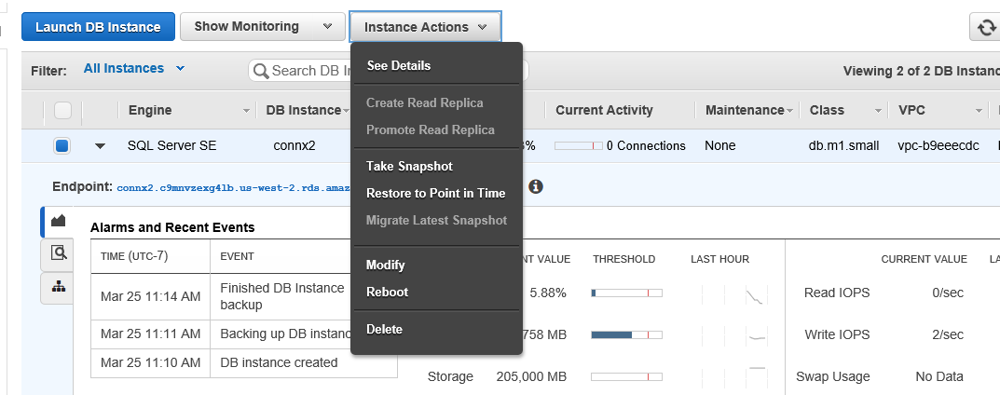 Launch DB Instance Show Monitoring Instance Actions
Filter: All Instances Search DB Viewing 2 of 2 DB
See Details
Create Read Replica
Promote Read Replica
Take Snapshot
Restore to Point in Time
Migrate Latest Snapshot
Modify
Reboot
Delete
Engine DB Instance Current Activity Maintenance Class VPC
SQL Server SE connx2 % 0 Connections None db.m1.small vpc-b9eeecdc
Endpoint: connx2.c9mnvzexg4lb.us-west-2.rds.amaz
Alarms and Recent Events
TIME (UTC-7) EVENT VALUE THRESHOLD LAST HOUR CURRENT VALUE
Mar 25 11:14 AM Finished DB Instance
backup
5.88% Read IOPS 0/sec
Mar 25 11:11 AM Backing up DB 758 MB Write IOPS 2/sec
Mar 25 11:10 AM DB instance created
Storage 205,000 MB Swap Usage No Data